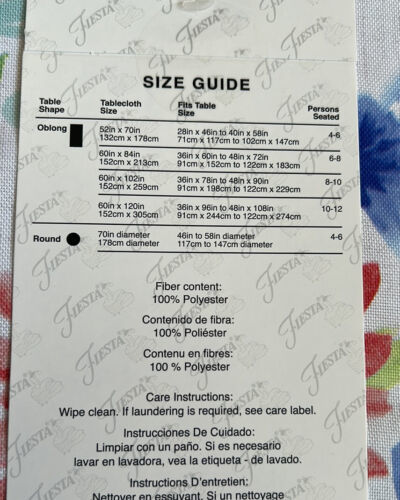 FIESTA
SIZE GUIDE
Table Shape Tablecloth Size Fits Table Size Persons Seated
Oblong 52in x 70in 28in x 46in to 40in x 58in 4-6
132cm x 178cm 71cm x 117cm to 102cm x 147cm
60in x 84in 36in x 60in to 48in x 72in 6-8
152cm x 213cm 91cm x 152cm to 122cm x 183cm
60in x 102in 36in x 78in to 48in x 90in 8-10
152cm x 259cm 91cm x 198cm to 122cm x 229cm
60in x 120in 36in x 96in to 48in x 108in 10-12
152cm x 305cm 91cm x 244cm to 122cm x 274cm
Round 70in diameter 46in to 58in diameter 4-6
178cm diameter 117cm to 147cm diameter
Fiber content:
100% Polyester
Contenido de fibra:
100% Poliéster
Contenu en fibres:
100 % Polyester
Care Instructions:
Wipe clean. If laundering is required, see care label.
Instrucciones De Cuidado:
Limpiar con un paño. Si es necesario
lavar en lavadora, vea la etiqueta - de lavado.
Instructions D'entretien:
Nettoyer en essuyant. Si un nettoyage